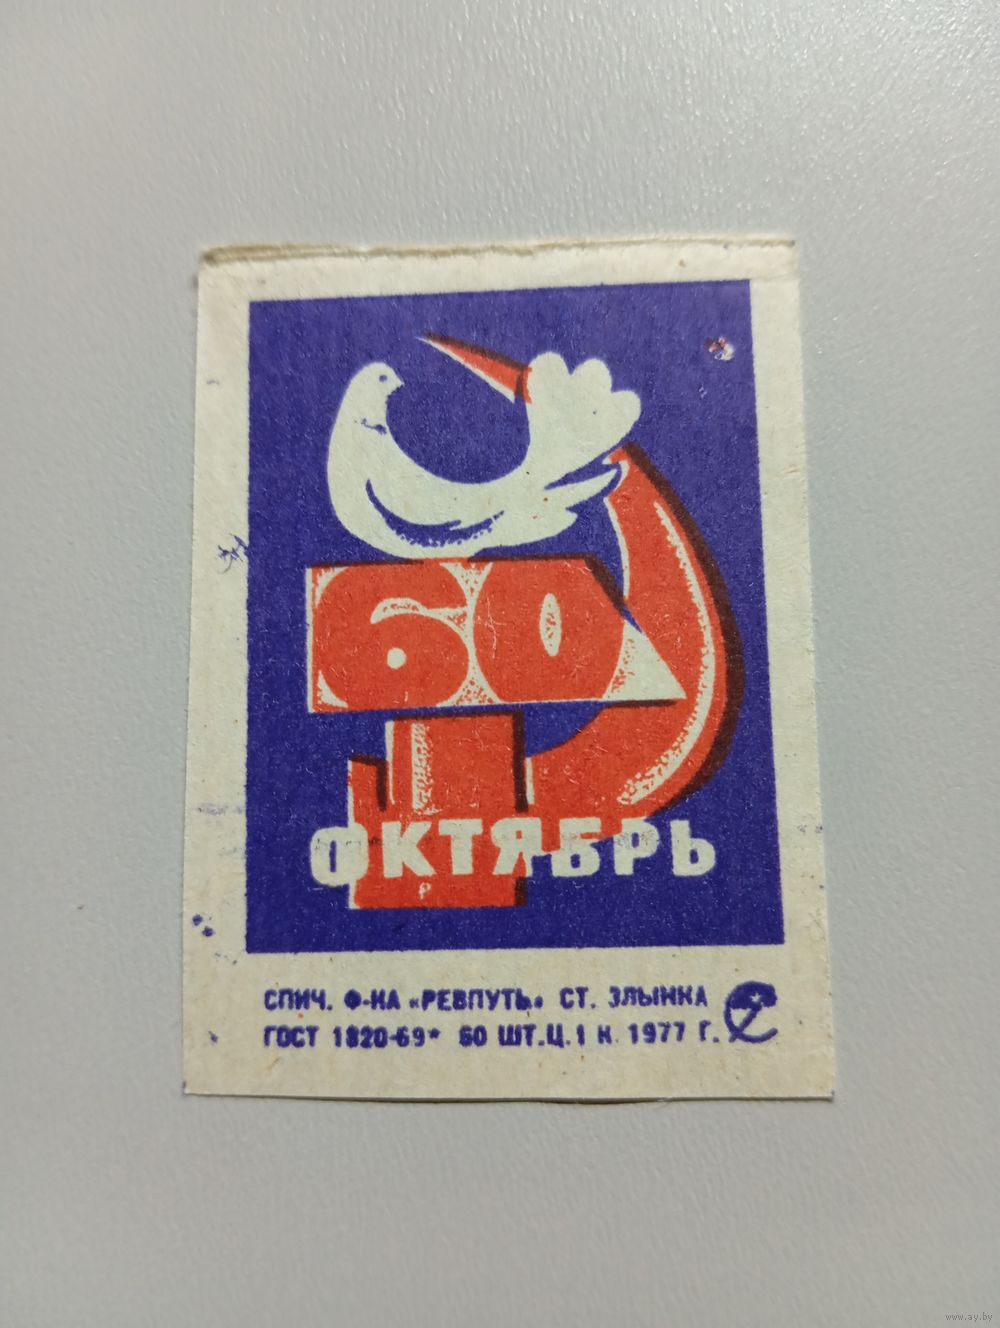 60
ОКТЯБРЬ
СПИЧ. Ф-КА «РЕВПУТЬ» СТ. ЗЛЫНКА
ГОСТ 1820-69* 60 ШТ. Ц. 1 К. 1977 Г.
www.ay.by